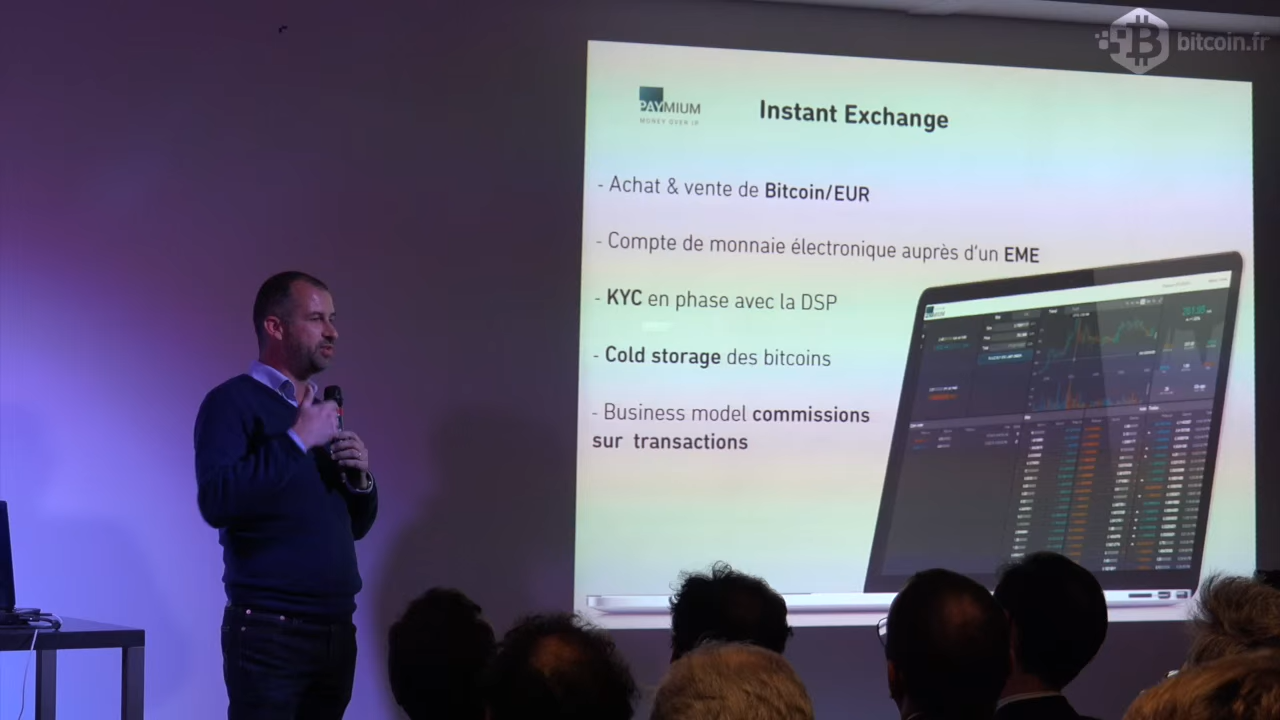 bitcoin.fr
PAYMIUM
MONEY OVER IP
Instant Exchange
- Achat & vente de Bitcoin/EUR
- Compte de monnaie électronique auprès d'un EME
- KYC en phase avec la DSP
- Cold storage des bitcoins
- Business model commissions
sur transactions